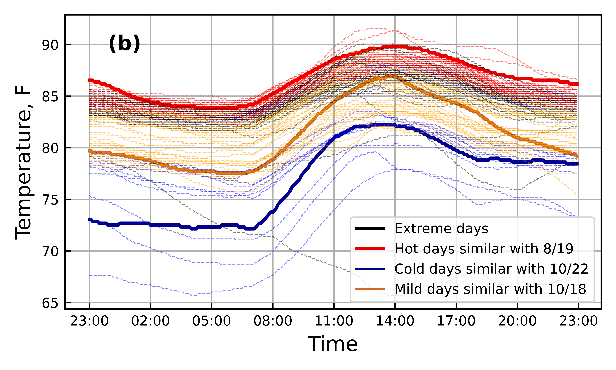 (b)
Temperature, F
90
85
80
75
70
65
Extreme days
Hot days similar with 8/19
Cold days similar with 10/22
Mild days similar with 10/18
23:00 02:00 05:00 08:00 11:00 14:00 17:00 20:00 23:00
Time